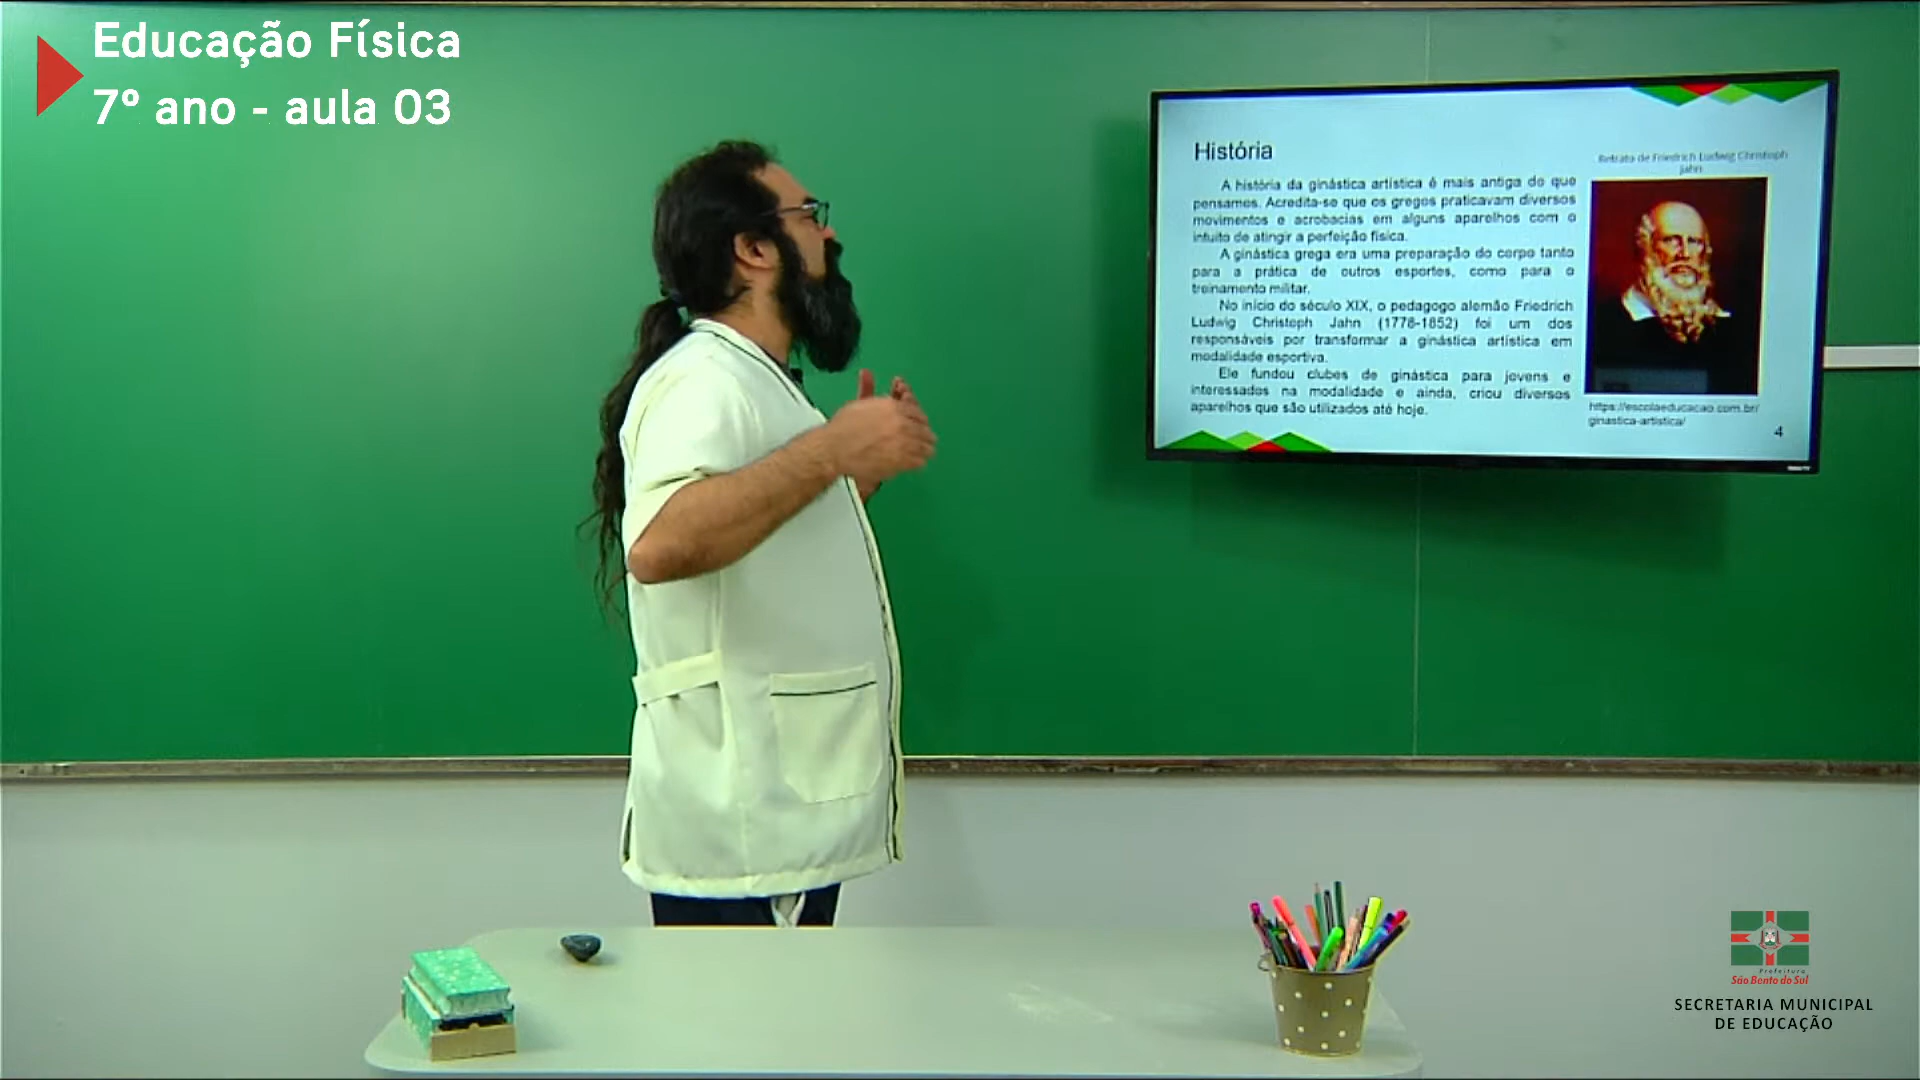 Educação Física
7º ano - aula 03
História
A história da ginástica artística é mais antiga do que
pensamos. Acredita-se que os gregos praticavam diversos
movimentos e acrobacias em alguns aparelhos com o
intuito de atingir a perfeição física.
A ginástica grega era uma preparação do corpo tanto
para a prática de outros esportes, como para o
treinamento militar.
No início do século XIX, o pedagogo alemão Friedrich
Ludwig Christoph Jahn (1778-1852) foi um dos
responsáveis por transformar a ginástica artística em
modalidade esportiva.
Ele fundou clubes de ginástica para jovens e
interessados na modalidade e ainda, criou diversos
aparelhos que são utilizados até hoje.
Retrato de Friedrich Ludwig Christoph
Jahn
https://escolaeducacao.com.br/
ginastica-artistica/
4
Prefeitura
São Bento do Sul
SECRETARIA MUNICIPAL
DE EDUCAÇÃO